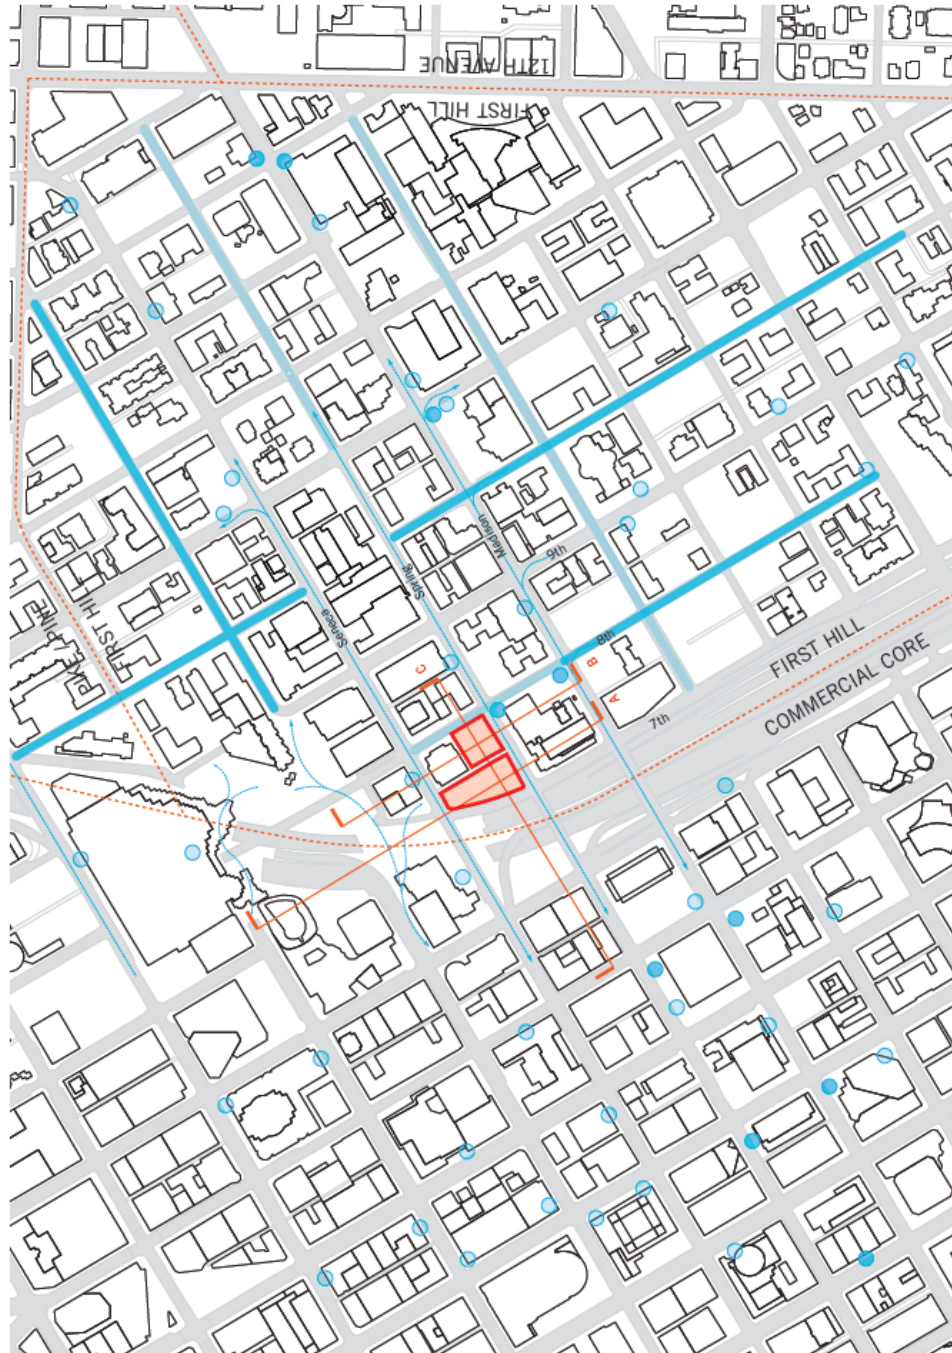 12TH AVENUE
FIRST HILL
PIKE/PINE
FIRST HILL
Madison
9th
Spring
Seneca
8th
C
B
A
7th
FIRST HILL
COMMERCIAL CORE